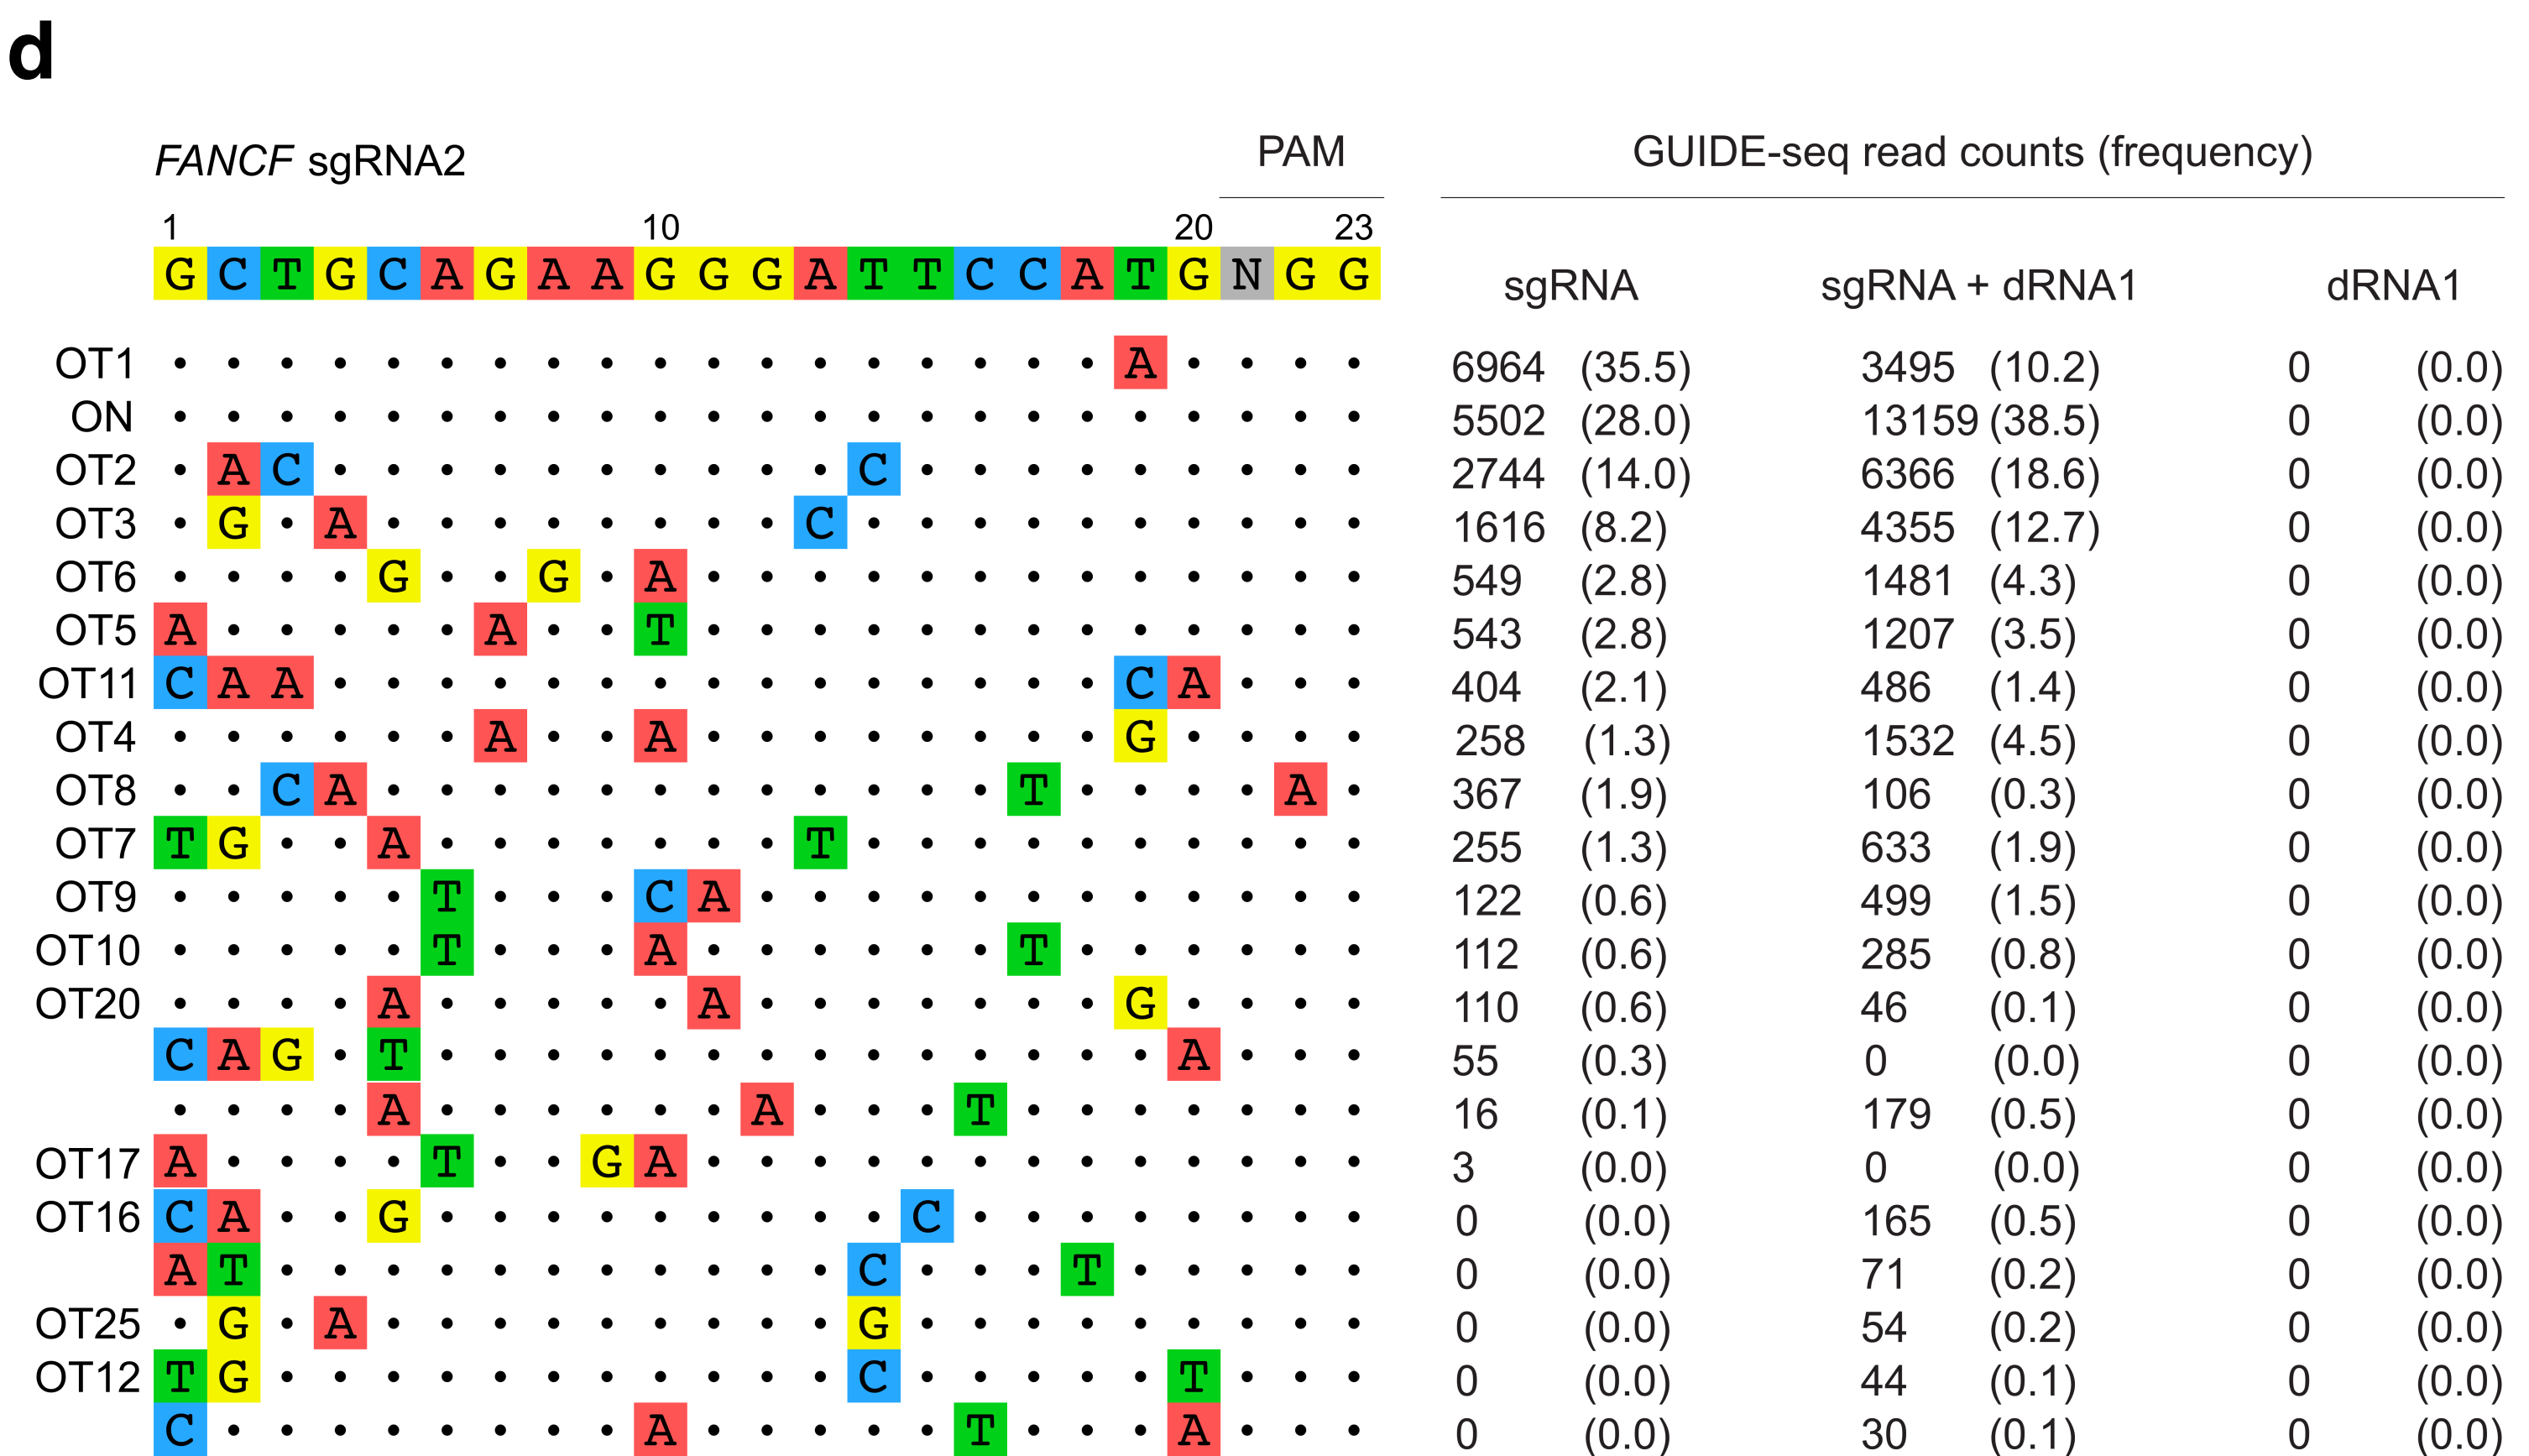 d
FANCF sgRNA2 PAM GUIDE-seq read counts (frequency)
1 10 20 23
G C T G C A G A A G G G A T T C C A T G N G G sgRNA sgRNA + dRNA1 dRNA1
OT1 • • • • • • • • • • • • • • • • • • A • • • • 6964 (35.5) 3495 (10.2) 0 (0.0)
ON • • • • • • • • • • • • • • • • • • • • • • • 5502 (28.0) 13159 (38.5) 0 (0.0)
OT2 • A C • • • • • • • • • • C • • • • • • • • • 2744 (14.0) 6366 (18.6) 0 (0.0)
OT3 • G • A • • • • • • • • C • • • • • • • • • • 1616 (8.2) 4355 (12.7) 0 (0.0)
OT6 • • • • G • • G • A • • • • • • • • • • • • • 549 (2.8) 1481 (4.3) 0 (0.0)
OT5 A • • • • • A • • T • • • • • • • • • • • • • 543 (2.8) 1207 (3.5) 0 (0.0)
OT11 C A A • • • • • • • • • • • • • • • C A • • • 404 (2.1) 486 (1.4) 0 (0.0)
OT4 • • • • • • A • • A • • • • • • • • G • • • • 258 (1.3) 1532 (4.5) 0 (0.0)
OT8 • • C A • • • • • • • • • • • • T • • • • A • 367 (1.9) 106 (0.3) 0 (0.0)
OT7 T G • • A • • • • • • • T • • • • • • • • • • 255 (1.3) 633 (1.9) 0 (0.0)
OT9 • • • • • T • • • C A • • • • • • • • • • • • 122 (0.6) 499 (1.5) 0 (0.0)
OT10 • • • • • T • • • A • • • • • • T • • • • • • 112 (0.6) 285 (0.8) 0 (0.0)
OT20 • • • • A • • • • • A • • • • • • • G • • • • 110 (0.6) 46 (0.1) 0 (0.0)
C A G • T • • • • • • • • • • • • • • A • • • 55 (0.3) 0 (0.0) 0 (0.0)
• • • • A • • • • • • A • • • T • • • • • • • 16 (0.1) 179 (0.5) 0 (0.0)
OT17 A • • • • T • • G A • • • • • • • • • • • • • 3 (0.0) 0 (0.0) 0 (0.0)
OT16 C A • • G • • • • • • • • • C • • • • • • • • 0 (0.0) 165 (0.5) 0 (0.0)
A T • • • • • • • • • • • C • • • T • • • • • 0 (0.0) 71 (0.2) 0 (0.0)
OT25 • G • A • • • • • • • • • G • • • • • • • • • 0 (0.0) 54 (0.2) 0 (0.0)
OT12 T G • • • • • • • • • • • C • • • • • T • • • 0 (0.0) 44 (0.1) 0 (0.0)
C • • • • • • • • A • • • • • T • • • A • • • 0 (0.0) 30 (0.1) 0 (0.0)